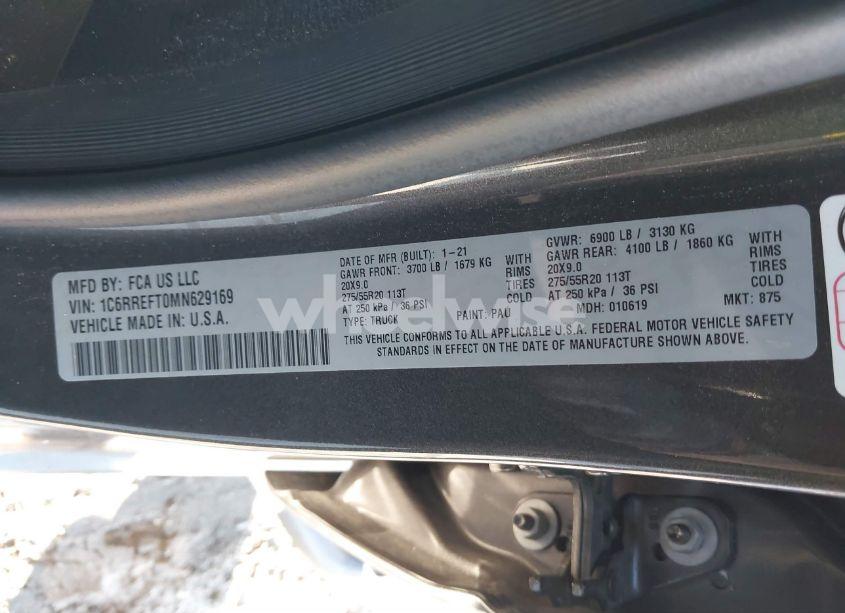 MFD BY: FCA US LLC
VIN: 1C6RREFT0MN629169
VEHICLE MADE IN: U.S.A.
DATE OF MFR (BUILT): 1-21
GAWR FRONT: 3700 LB / 1679 KG WITH
20X9.0 RIMS
275/55R20 113T TIRES
AT 250 kPa / 36 PSI COLD
TYPE: TRUCK PAINT: PAU
GVWR: 6900 LB / 3130 KG
GAWR REAR: 4100 LB / 1860 KG WITH
20X9.0 RIMS
275/55R20 113T TIRES
AT 250 kPa / 36 PSI COLD
MDH: 010619 MKT: 875
THIS VEHICLE CONFORMS TO ALL APPLICABLE U.S.A. FEDERAL MOTOR VEHICLE SAFETY
STANDARDS IN EFFECT ON THE DATE OF MANUFACTURE SHOWN ABOVE.
wheelwise